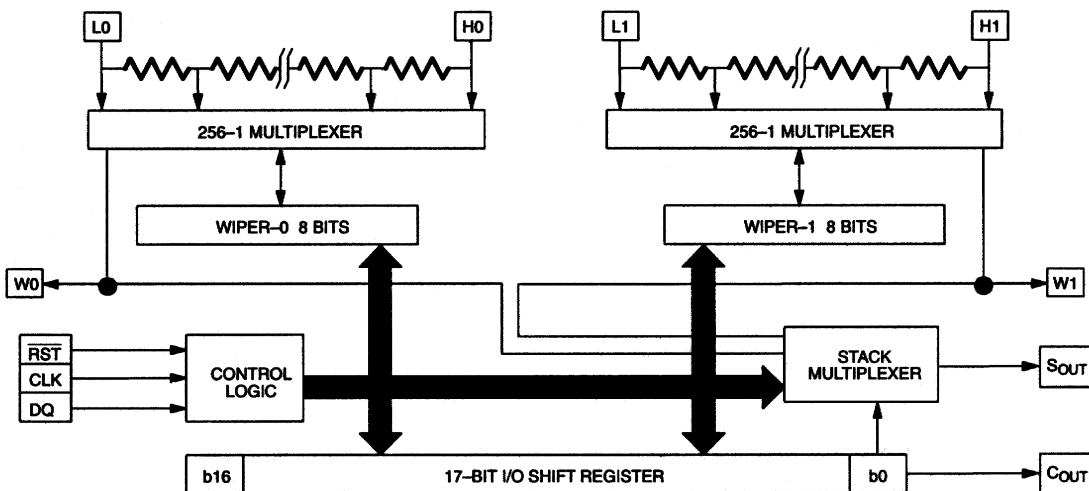 L0
H0
L1
H1
256–1 MULTIPLEXER
256–1 MULTIPLEXER
WIPER–0 8 BITS
WIPER–1 8 BITS
W0
W1
RST
CLK
DQ
CONTROL
LOGIC
STACK
MULTIPLEXER
SOUT
b16
17–BIT I/O SHIFT REGISTER
b0
COUT